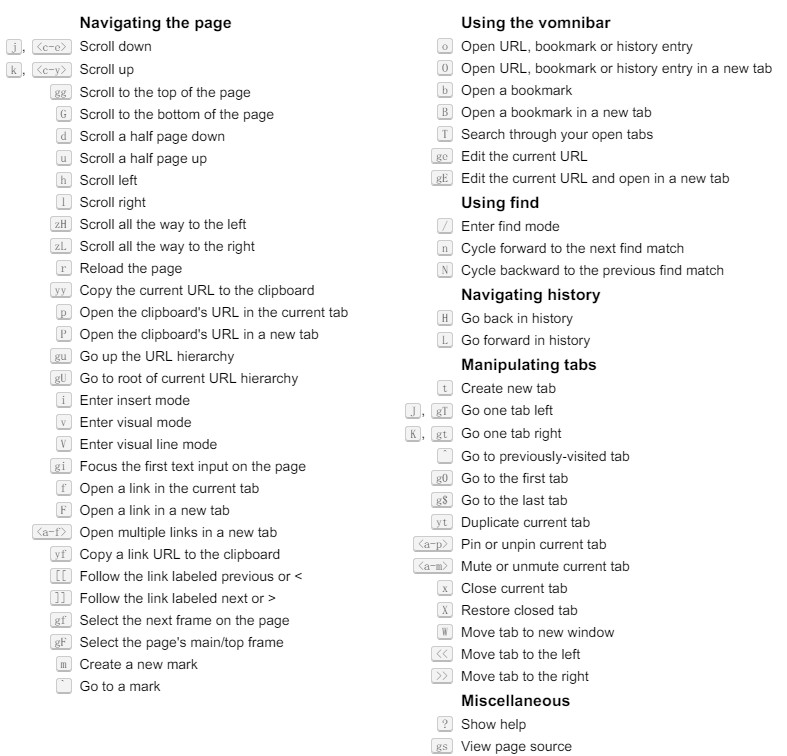 Navigating the page
j, <c-e> Scroll down
k, <c-y> Scroll up
gg Scroll to the top of the page
G Scroll to the bottom of the page
d Scroll a half page down
u Scroll a half page up
h Scroll left
l Scroll right
zH Scroll all the way to the left
zL Scroll all the way to the right
r Reload the page
yy Copy the current URL to the clipboard
p Open the clipboard's URL in the current tab
P Open the clipboard's URL in a new tab
gu Go up the URL hierarchy
gU Go to root of current URL hierarchy
i Enter insert mode
v Enter visual mode
V Enter visual line mode
gi Focus the first text input on the page
f Open a link in the current tab
F Open a link in a new tab
<a-f> Open multiple links in a new tab
yf Copy a link URL to the clipboard
[[ Follow the link labeled previous or <
]] Follow the link labeled next or >
gf Select the next frame on the page
gF Select the page's main/top frame
m Create a new mark
` Go to a mark
Using the vomnibar
o Open URL, bookmark or history entry
O Open URL, bookmark or history entry in a new tab
b Open a bookmark
B Open a bookmark in a new tab
T Search through your open tabs
ge Edit the current URL
gE Edit the current URL and open in a new tab
Using find
/ Enter find mode
n Cycle forward to the next find match
N Cycle backward to the previous find match
Navigating history
H Go back in history
L Go forward in history
Manipulating tabs
t Create new tab
J, gT Go one tab left
K, gt Go one tab right
^ Go to previously-visited tab
g0 Go to the first tab
g$ Go to the last tab
yt Duplicate current tab
<a-p> Pin or unpin current tab
<a-m> Mute or unmute current tab
x Close current tab
X Restore closed tab
W Move tab to new window
<< Move tab to the left
>> Move tab to the right
Miscellaneous
? Show help
gs View page source